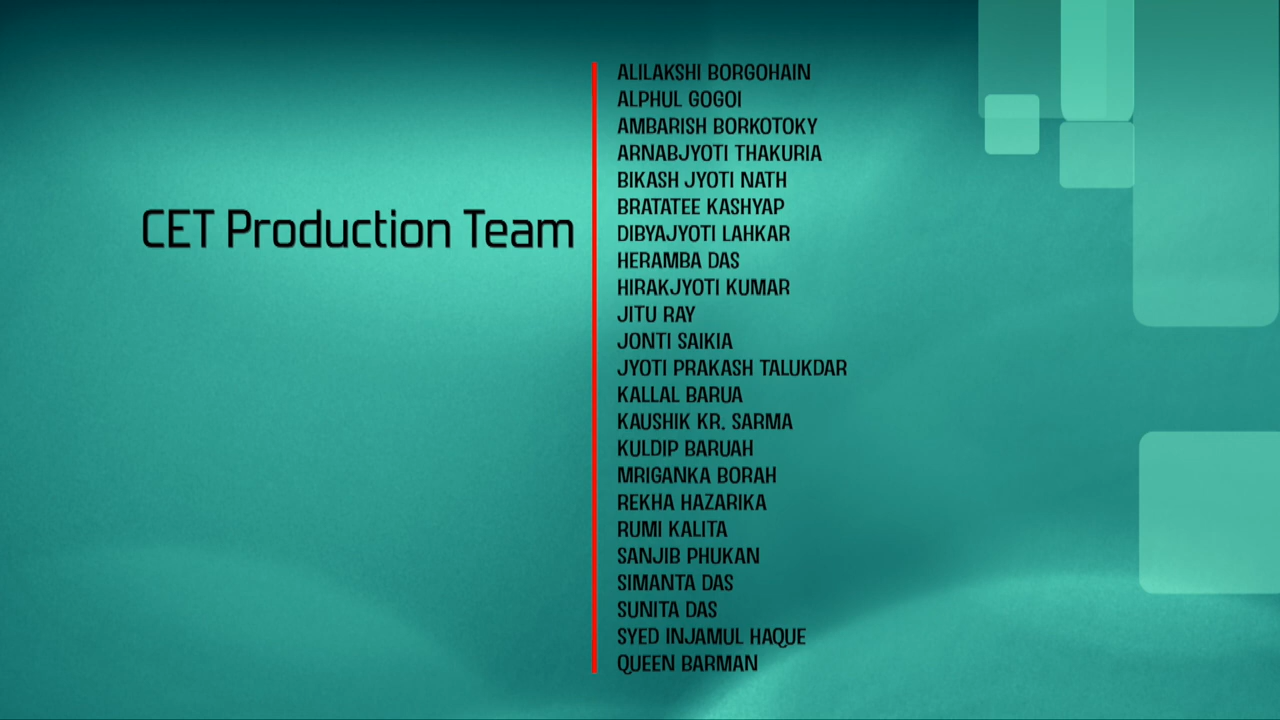 CET Production Team
ALILAKSHI BORGOHAIN
ALPHUL GOGOI
AMBARISH BORKOTOKY
ARNABJYOTI THAKURIA
BIKASH JYOTI NATH
BRATATEE KASHYAP
DIBYAJYOTI LAHKAR
HERAMBA DAS
HIRAKJYOTI KUMAR
JITU RAY
JONTI SAIKIA
JYOTI PRAKASH TALUKDAR
KALLAL BARUA
KAUSHIK KR. SARMA
KULDIP BARUAH
MRIGANKA BORAH
REKHA HAZARIKA
RUMI KALITA
SANJIB PHUKAN
SIMANTA DAS
SUNITA DAS
SYED INJAMUL HAQUE
QUEEN BARMAN